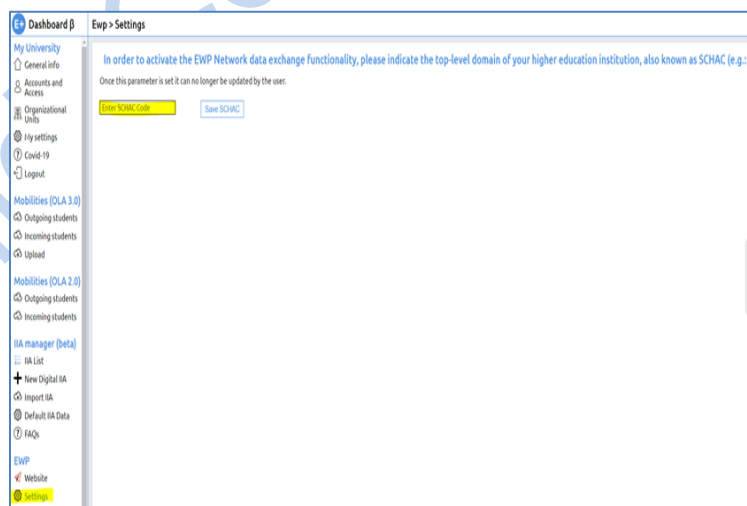 E+ Dashboard β
Ewp > Settings
My University
General info
Accounts and
Access
Organizational
Units
My settings
Covid-19
Logout
Mobilities (OLA 3.0)
Outgoing students
Incoming students
Upload
Mobilities (OLA 2.0)
Outgoing students
Incoming students
IIA manager (beta)
IIA List
New Digital IIA
Import IIA
Default IIA Data
FAQs
EWP
Website
Settings
In order to activate the EWP Network data exchange functionality, please indicate the top-level domain of your higher education institution, also known as SCHAC (e.g.:
Once this parameter is set it can no longer be updated by the user.
Enter SCHAC Code
Save SCHAC